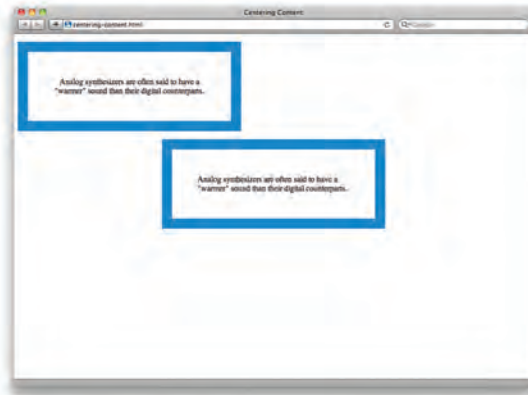 Centering Content
centering-content.html
Analog synthesizers are often said to have a
"warmer" sound than their digital counterparts.
Analog synthesizers are often said to have a
"warmer" sound than their digital counterparts.